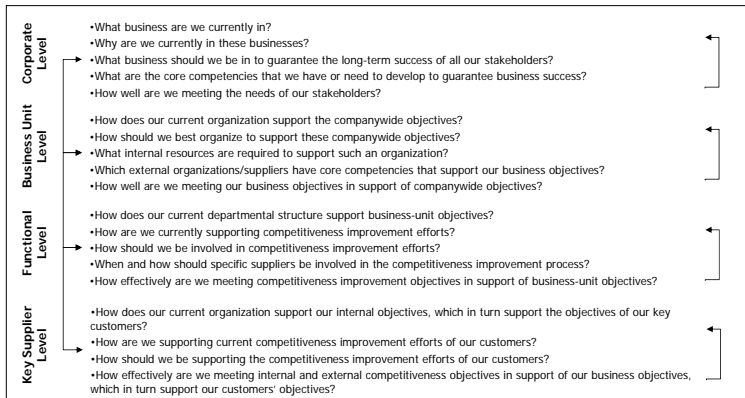 Corporate
Level
•What business are we currently in?
•Why are we currently in these businesses?
•What business should we be in to guarantee the long-term success of all our stakeholders?
•What are the core competencies that we have or need to develop to guarantee business success?
•How well are we meeting the needs of our stakeholders?
Business Unit
Level
•How does our current organization support the companywide objectives?
•How should we best organize to support these companywide objectives?
•What internal resources are required to support such an organization?
•Which external organizations/suppliers have core competencies that support our business objectives?
•How well are we meeting our business objectives in support of companywide objectives?
Functional
Level
•How does our current departmental structure support business-unit objectives?
•How are we currently supporting competitiveness improvement efforts?
•How should we be involved in competitiveness improvement efforts?
•When and how should specific suppliers be involved in the competitiveness improvement process?
•How effectively are we meeting competitiveness improvement objectives in support of business-unit objectives?
Key Supplier
Level
•How does our current organization support our internal objectives, which in turn support the objectives of our key
customers?
•How are we supporting current competitiveness improvement efforts of our customers?
•How should we be supporting the competitiveness improvement efforts of our customers?
•How effectively are we meeting internal and external competitiveness objectives in support of our business objectives,
which in turn support our customers' objectives?